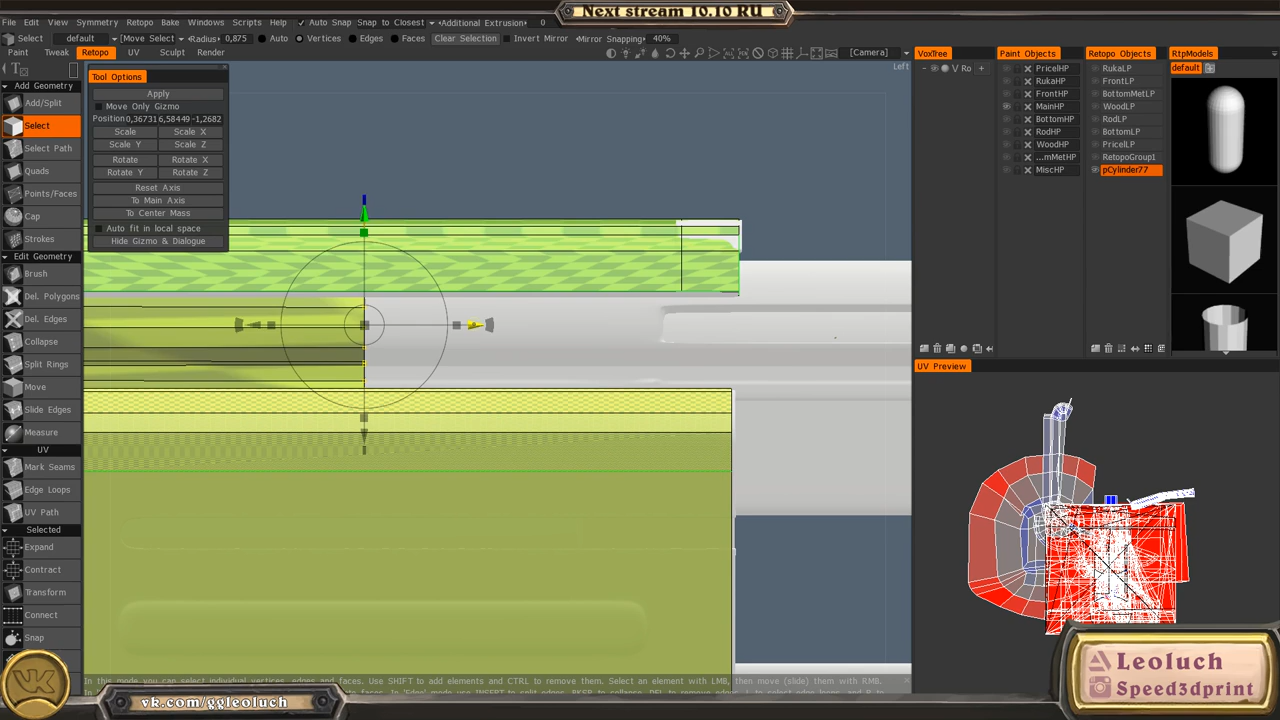 Next stream 10.10 RU
File Edit View Symmetry Retopo Bake Windows Scripts Help Auto Snap Snap to Closest Additional Extrusion 0
Select default [Move Select] Radius 0,875 Auto Vertices Edges Faces Clear Selection Invert Mirror Mirror Snapping 40%
Paint Tweak Retopo UV Sculpt Render [Camera]
Left
Add Geometry
Add/Split
Select
Select Path
Quads
Points/Faces
Cap
Strokes
Edit Geometry
Brush
Del. Polygons
Del. Edges
Collapse
Split Rings
Move
Slide Edges
Measure
UV
Mark Seams
Edge Loops
UV Path
Selected
Expand
Contract
Transform
Connect
Snap
Tool Options
Apply
Move Only Gizmo
Position 0,36731 6,58449 -1,2682
Scale Scale X
Scale Y Scale Z
Rotate Rotate X
Rotate Y Rotate Z
Reset Axis
To Main Axis
To Center Mass
Auto fit in local space
Hide Gizmo & Dialogue
VoxTree
V Ro +
Paint Objects
PricelHP
RukaHP
FrontHP
MainHP
BottomHP
RodHP
WoodHP
...mMetHP
MiscHP
Retopo Objects
RukaLP
FrontLP
BottomMetLP
WoodLP
RodLP
BottomLP
PricelLP
RetopoGroup1
pCylinder77
RtpModels
default
UV Preview
In this mode you can select individual vertices, edges and faces. Use SHIFT to add elements and CTRL to remove them. Select an element with LMB, then move (slide) them with RMB.
vk.com/ggleoluch
Leoluch
Speed3dprint